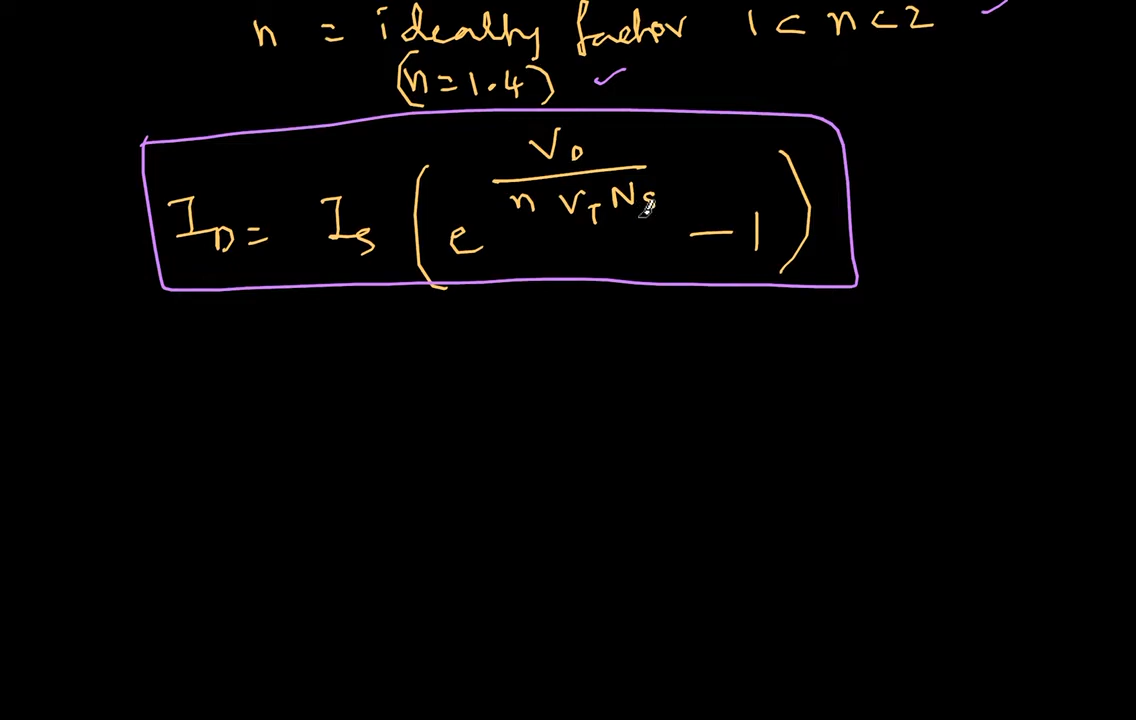 n = ideality factor 1 < n < 2
(n = 1.4)
I_D = I_S ( e^{V_D / n V_T N_S} - 1 )